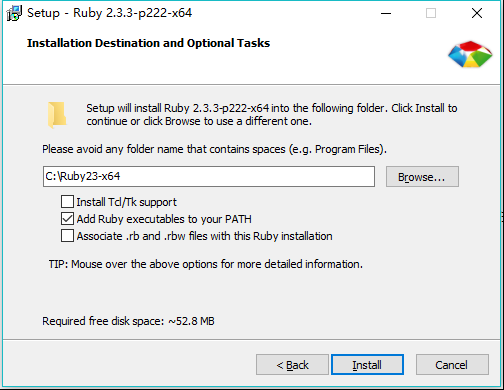 Setup - Ruby 2.3.3-p222-x64
Installation Destination and Optional Tasks
Setup will install Ruby 2.3.3-p222-x64 into the following folder. Click Install to
continue or click Browse to use a different one.
Please avoid any folder name that contains spaces (e.g. Program Files).
C:\Ruby23-x64
Browse...
Install Tcl/Tk support
Add Ruby executables to your PATH
Associate .rb and .rbw files with this Ruby installation
TIP: Mouse over the above options for more detailed information.
Required free disk space: ~52.8 MB
< Back
Install
Cancel